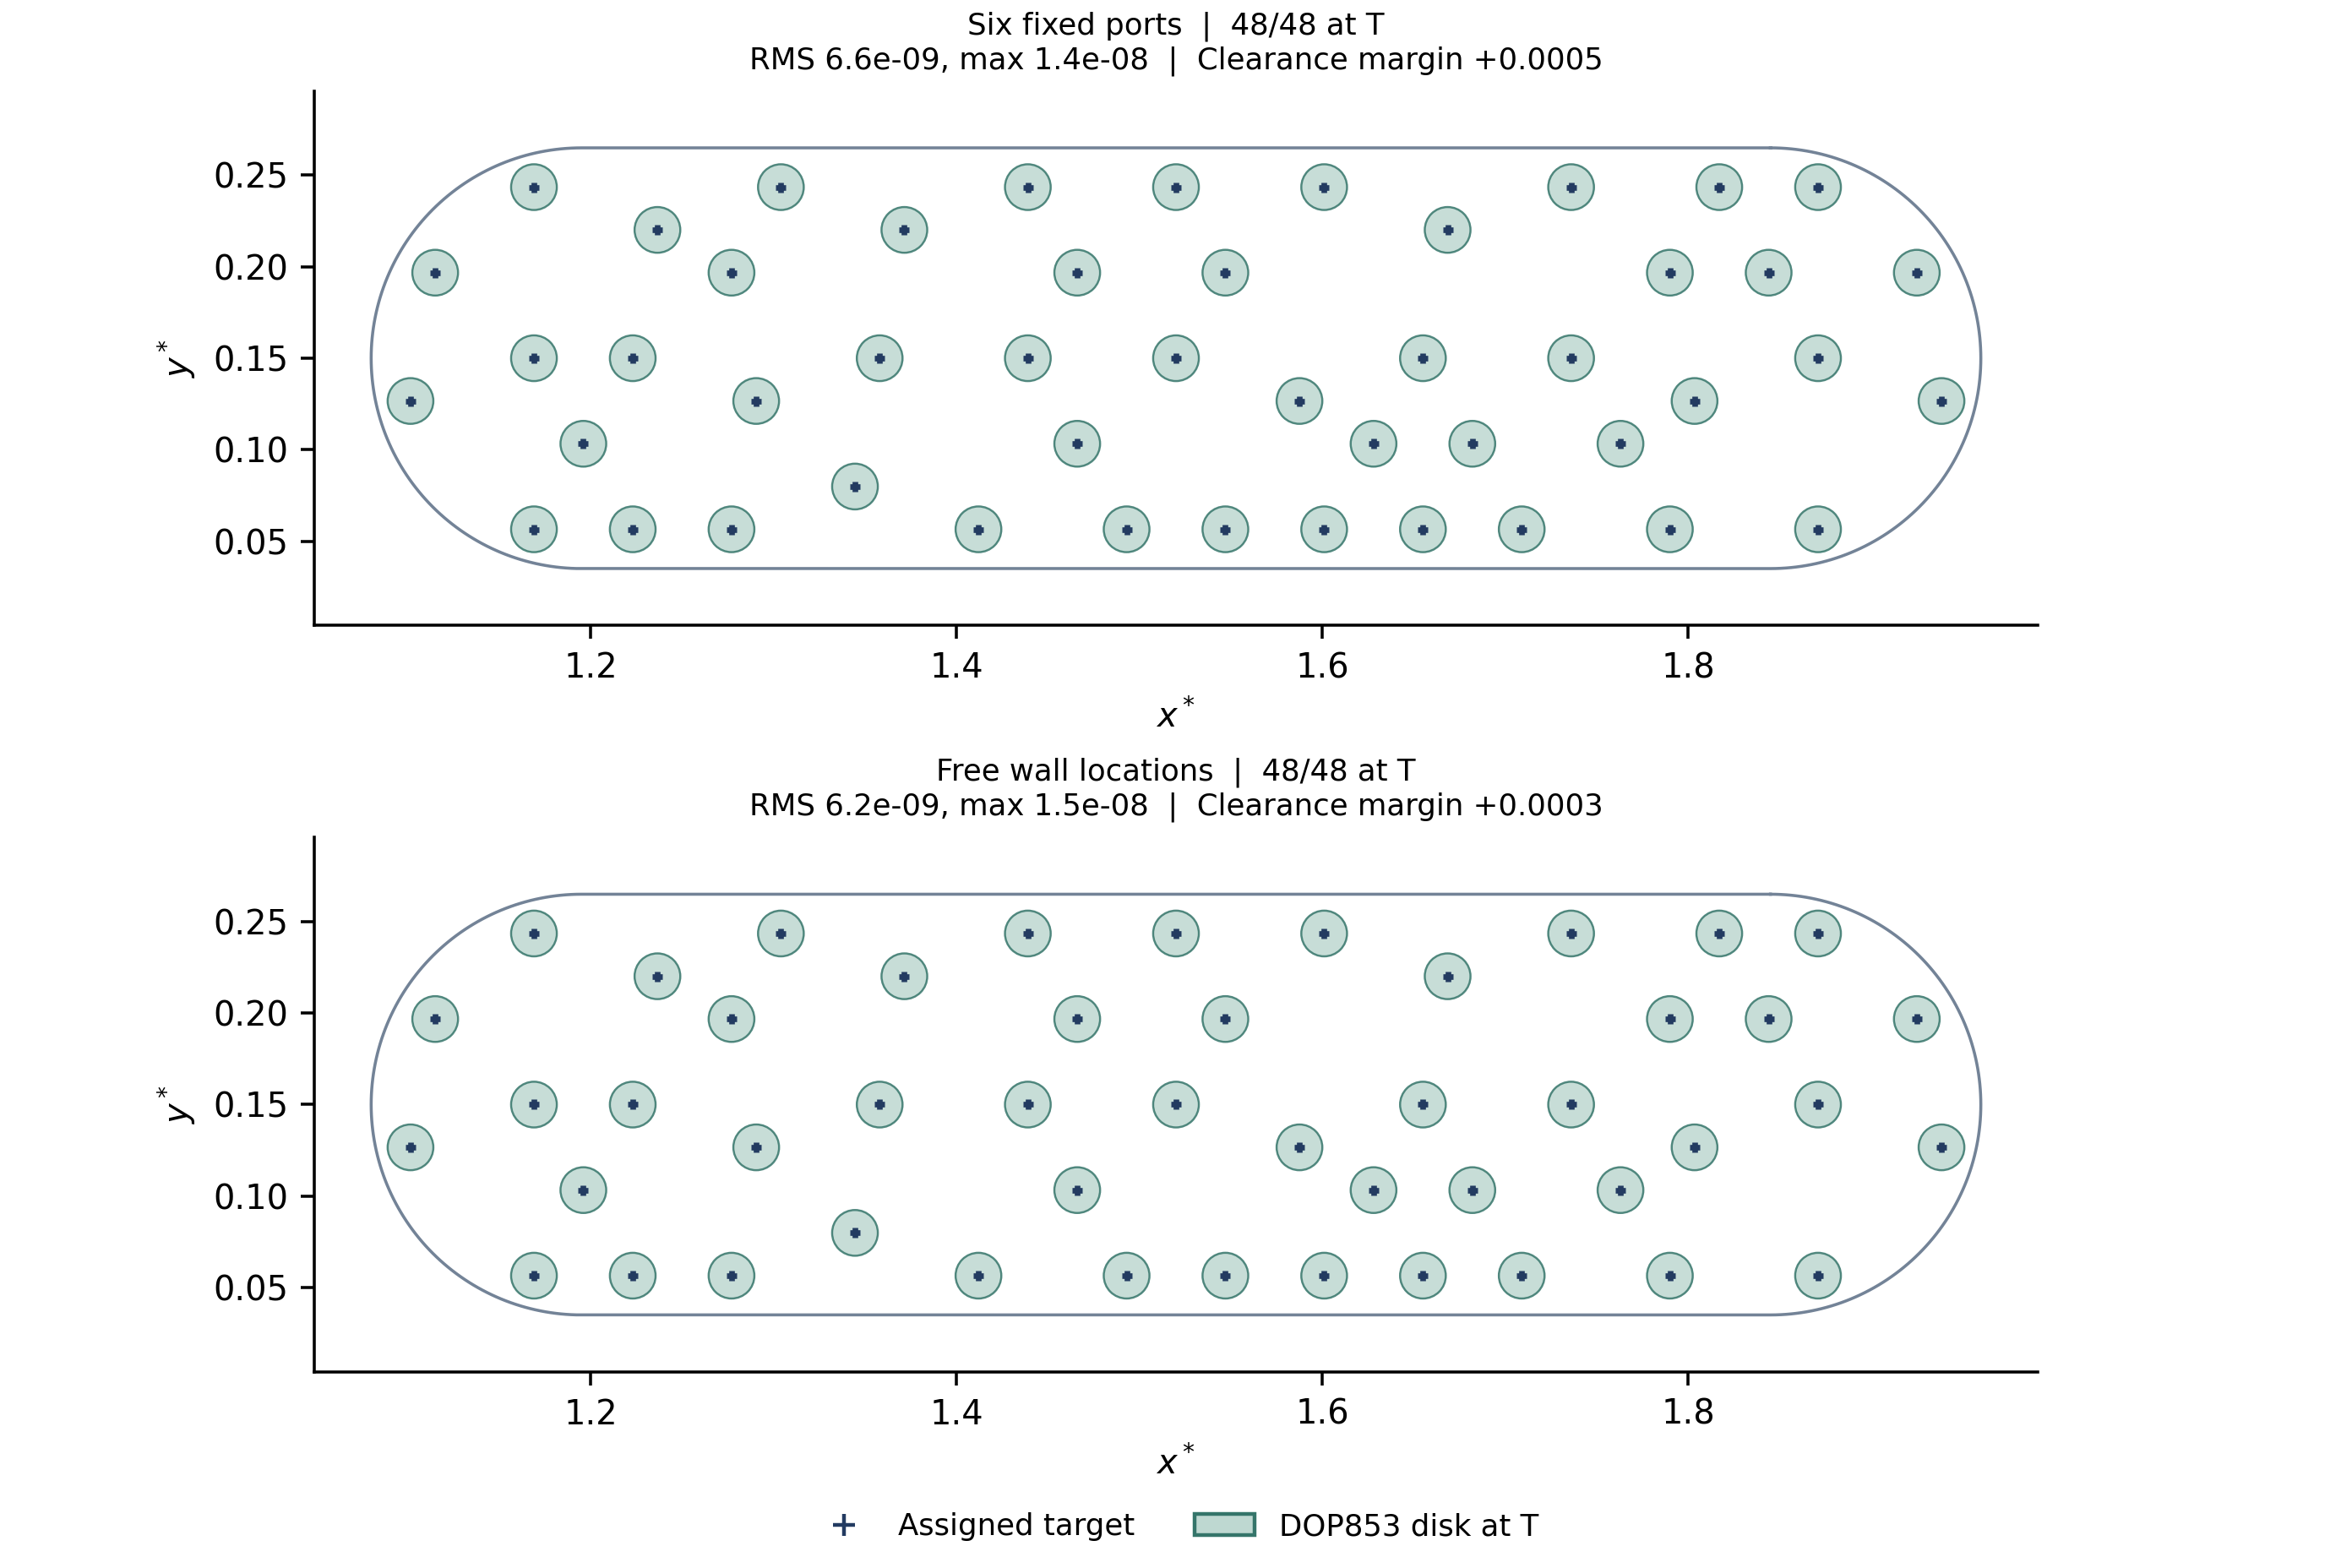 Six fixed ports | 48/48 at T
RMS 6.6e-09, max 1.4e-08 | Clearance margin +0.0005
0.25
0.20
0.15
0.10
0.05
y*
1.2 1.4 1.6 1.8
x*
Free wall locations | 48/48 at T
RMS 6.2e-09, max 1.5e-08 | Clearance margin +0.0003
0.25
0.20
0.15
0.10
0.05
y*
1.2 1.4 1.6 1.8
x*
Assigned target DOP853 disk at T